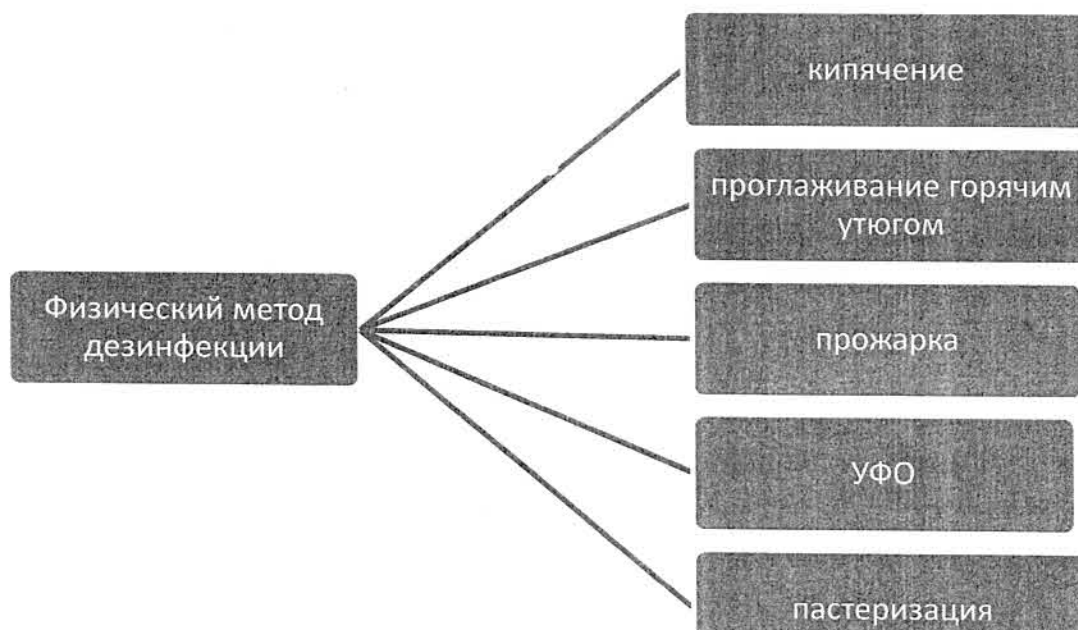 Физический метод
дезинфекции
кипячение
проглаживание горячим
утюгом
прожарка
УФО
пастеризация